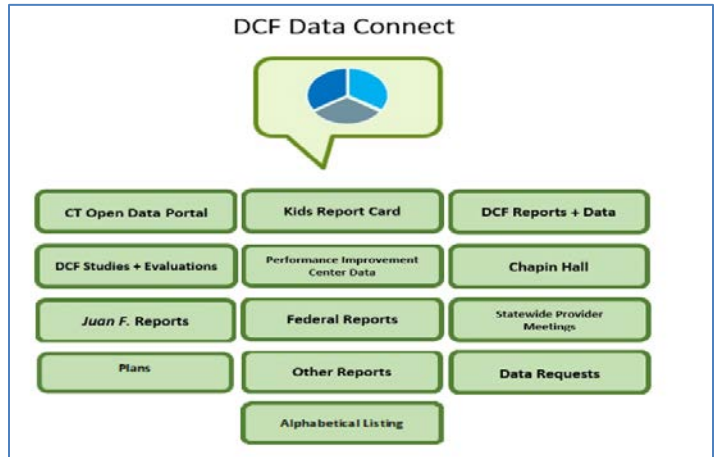 DCF Data Connect
CT Open Data Portal
Kids Report Card
DCF Reports + Data
DCF Studies + Evaluations
Performance Improvement
Center Data
Chapin Hall
Juan F. Reports
Federal Reports
Statewide Provider
Meetings
Plans
Other Reports
Data Requests
Alphabetical Listing